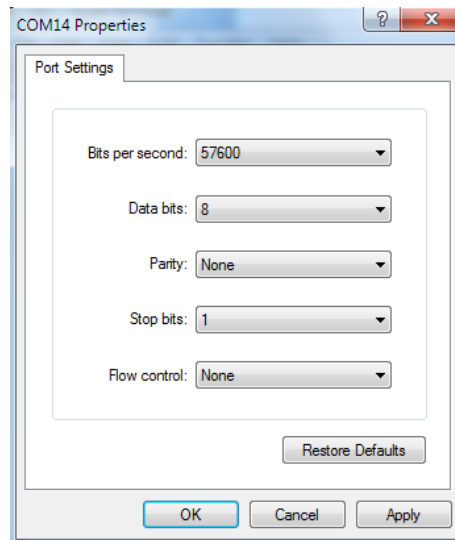 COM14 Properties
Port Settings
Bits per second: 57600
Data bits: 8
Parity: None
Stop bits: 1
Flow control: None
Restore Defaults
OK Cancel Apply